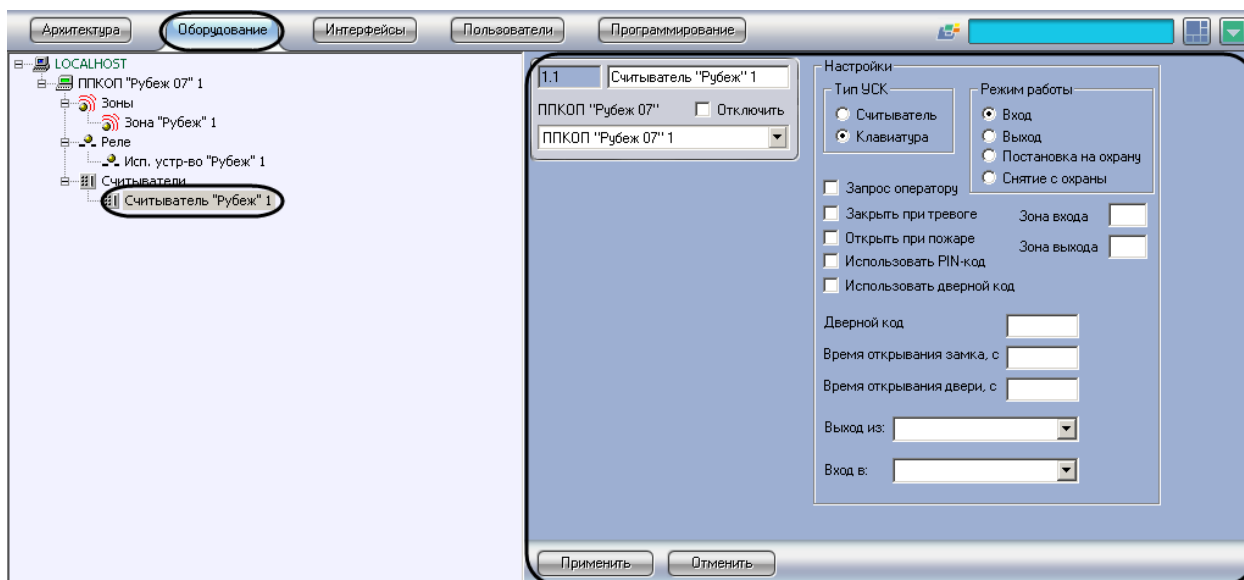 Архитектура Оборудование Интерфейсы Пользователи Программирование
LOCALHOST
ППКОП "Рубеж 07" 1
Зоны
Зона "Рубеж" 1
Реле
Исп. устр-во "Рубеж" 1
Считыватели
Считыватель "Рубеж" 1
1.1 Считыватель "Рубеж" 1
ППКОП "Рубеж 07" Отключить
ППКОП "Рубеж 07" 1
Настройки
Тип УСК
Считыватель
Клавиатура
Режим работы
Вход
Выход
Постановка на охрану
Снятие с охраны
Запрос оператору
Закрыть при тревоге
Открыть при пожаре
Использовать PIN-код
Использовать дверной код
Зона входа
Зона выхода
Дверной код
Время открывания замка, с
Время открывания двери, с
Выход из:
Вход в:
Применить Отменить